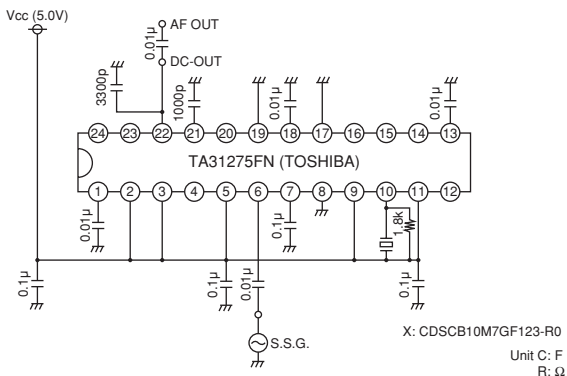 Vcc (5.0V)
AF OUT
0.01μ
DC-OUT
3300p
1000p
0.01μ
0.01μ
24 23 22 21 20 19 18 17 16 15 14 13
TA31275FN (TOSHIBA)
1 2 3 4 5 6 7 8 9 10 11 12
0.01μ
0.1μ
1.8k
0.1μ
0.1μ
0.01μ
0.1μ
S.S.G.
X: CDSCB10M7GF123-R0
Unit C: F
R: Ω